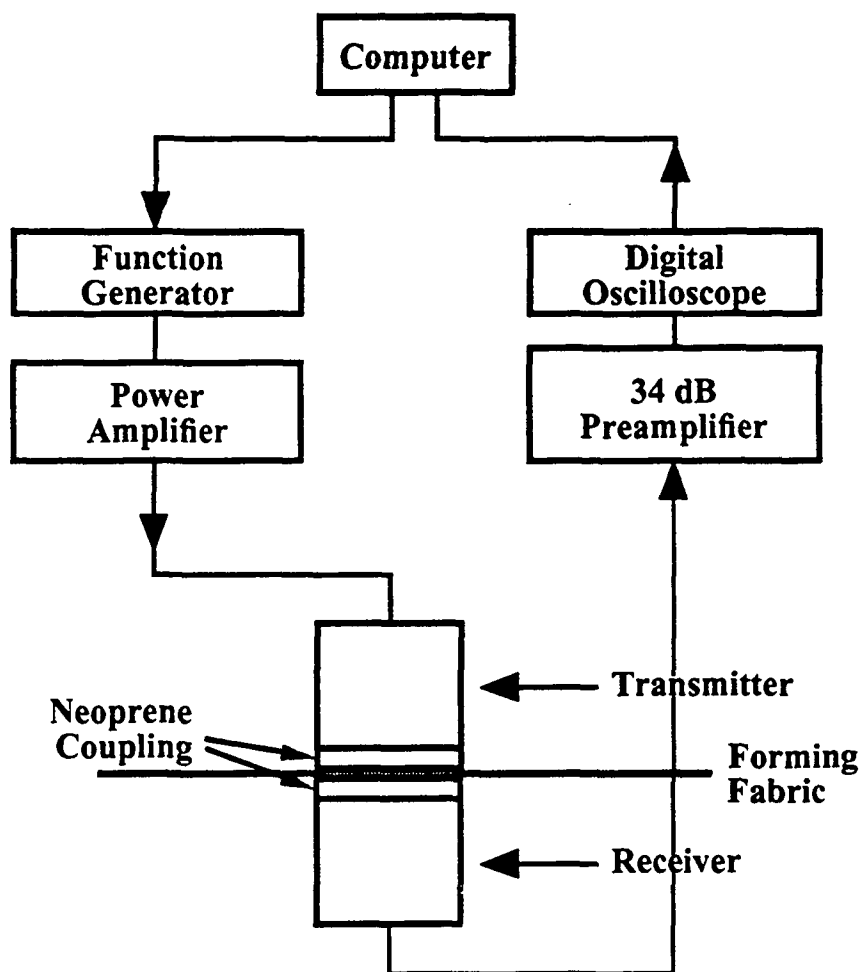 Computer
Function
Generator
Digital
Oscilloscope
Power
Amplifier
34 dB
Preamplifier
Transmitter
Neoprene
Coupling
Forming
Fabric
Receiver